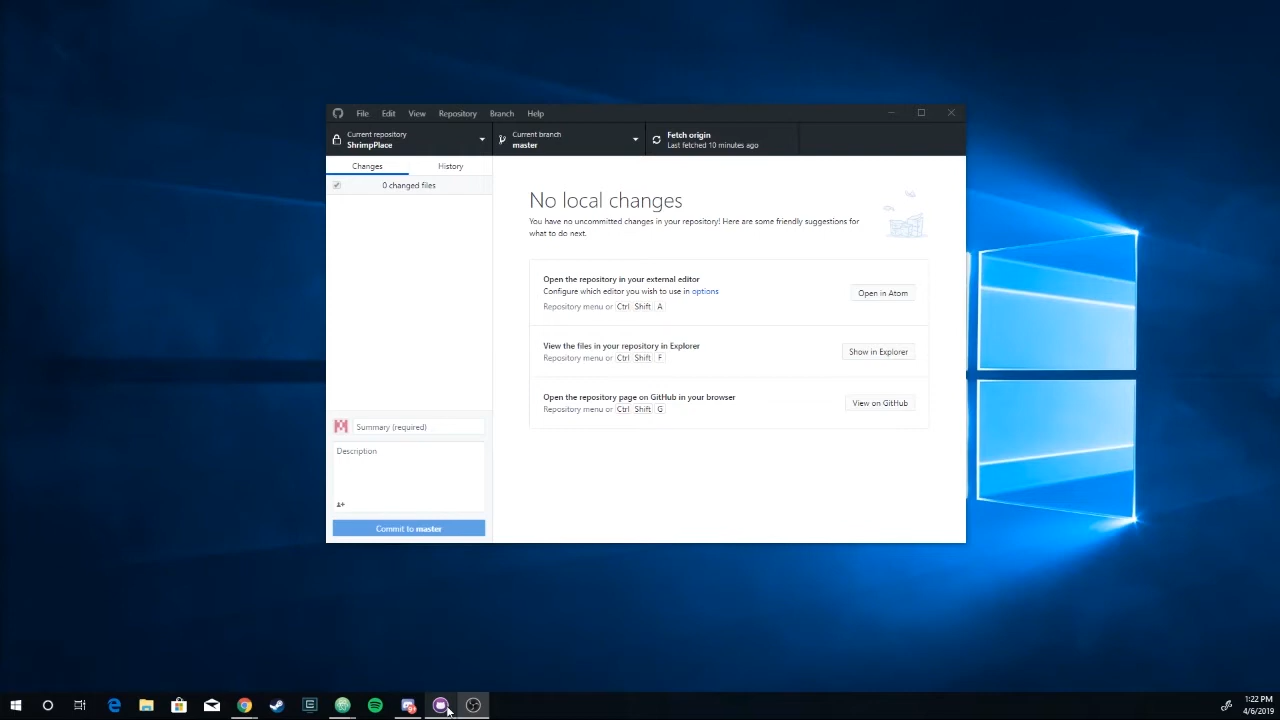 File Edit View Repository Branch Help
Current repository
ShrimpPlace
Current branch
master
Fetch origin
Last fetched 10 minutes ago
Changes History
0 changed files
No local changes
You have no uncommitted changes in your repository! Here are some friendly suggestions for
what to do next.
Open the repository in your external editor
Configure which editor you wish to use in options
Repository menu or Ctrl Shift A
Open in Atom
View the files in your repository in Explorer
Repository menu or Ctrl Shift F
Show in Explorer
Open the repository page on GitHub in your browser
Repository menu or Ctrl Shift G
View on GitHub
Summary (required)
Description
Commit to master
1:22 PM
4/6/2019